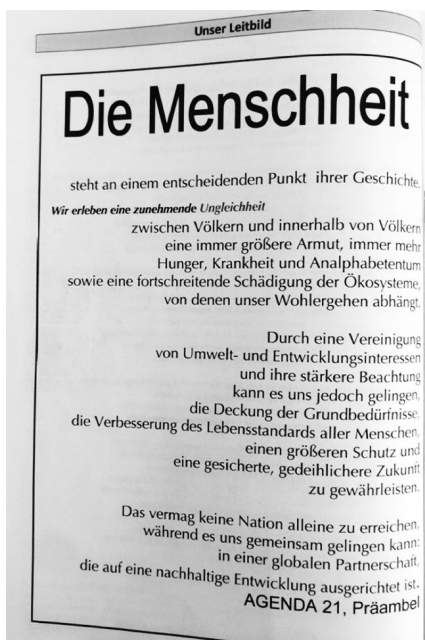 Unser Leitbild
Die Menschheit
steht an einem entscheidenden Punkt ihrer Geschichte.
Wir erleben eine zunehmende Ungleichheit
zwischen Völkern und innerhalb von Völkern
eine immer größere Armut, immer mehr
Hunger, Krankheit und Analphabetentum
sowie eine fortschreitende Schädigung der Ökosysteme,
von denen unser Wohlergehen abhängt.
Durch eine Vereinigung
von Umwelt- und Entwicklungsinteressen
und ihre stärkere Beachtung
kann es uns jedoch gelingen,
die Deckung der Grundbedürfnisse,
die Verbesserung des Lebensstandards aller Menschen,
einen größeren Schutz und
eine gesicherte, gedeihlichere Zukunft
zu gewährleisten.
Das vermag keine Nation alleine zu erreichen,
während es uns gemeinsam gelingen kann:
in einer globalen Partnerschaft,
die auf eine nachhaltige Entwicklung ausgerichtet ist.
AGENDA 21, Präambel